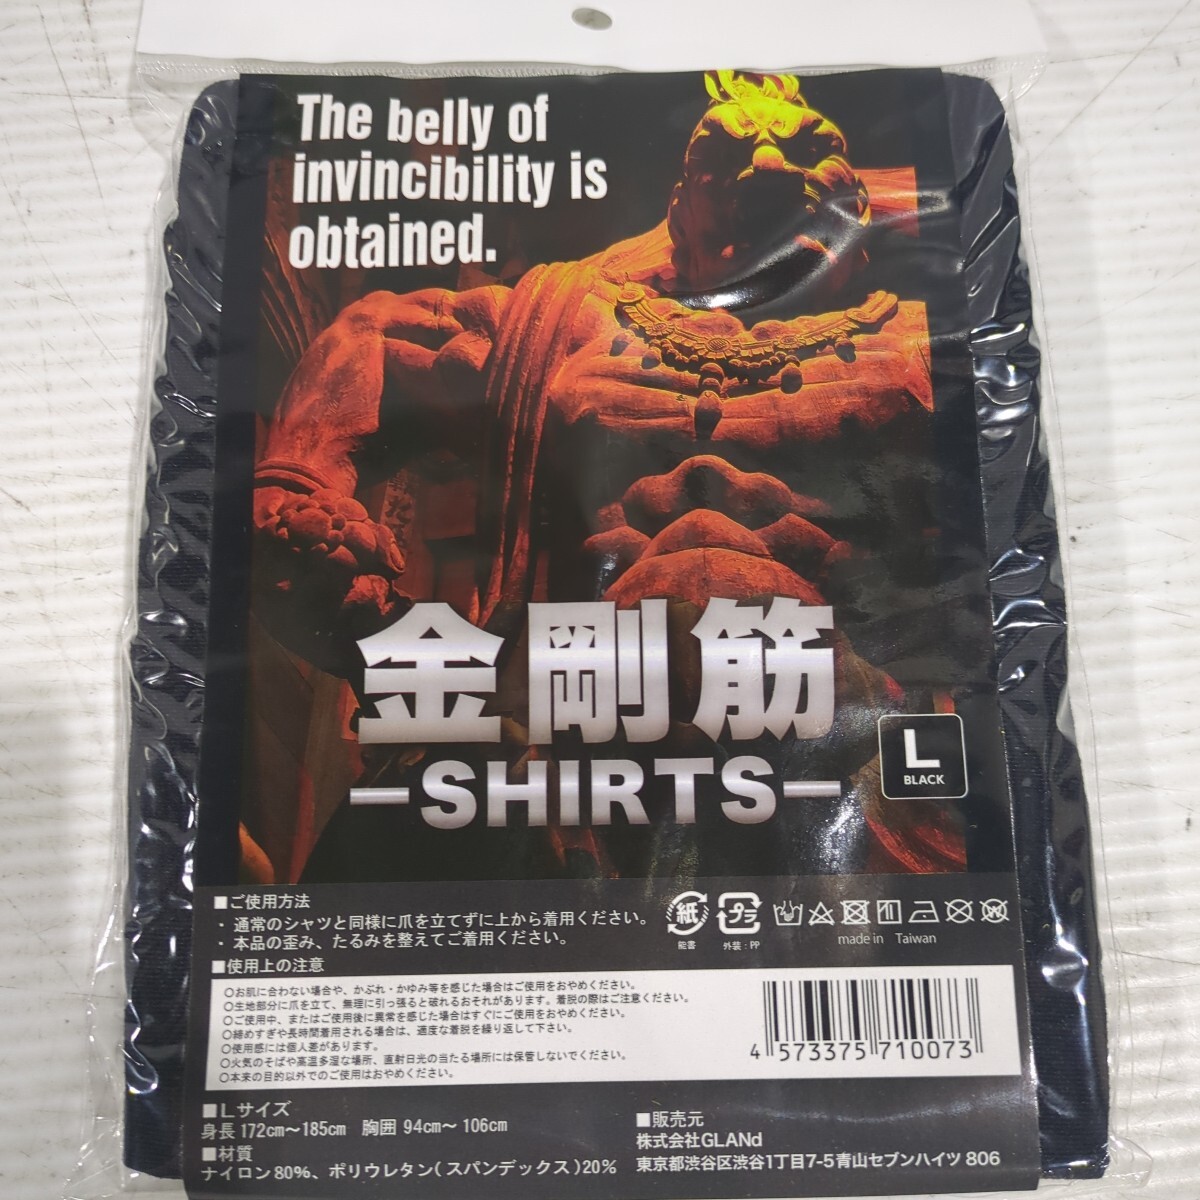 The belly of
invincibility is
obtained.
金剛筋
-SHIRTS-
L
BLACK
■ご使用方法
・通常のシャツと同様に爪を立てずに上から着用ください。
・本品の歪み、たるみを整えてご着用ください。
紙
能書
プラ
外装:PP
made in Taiwan
■使用上の注意
○お肌に合わない場合や、かぶれ・かゆみ等を感じた場合はご使用をおやめください。
○生地部分に爪を立て、無理に引っ張ると破れるおそれがあります。着脱の際はご注意ください。
○ご使用中、またはご使用後に異常を感じた場合はすぐにご使用をおやめください。
○締めすぎや長時間着用される場合は、適度な着脱を繰り返して下さい。
○使用感には個人差があります。
○火気のそばや高温多湿な場所、直射日光の当たる場所には保管しないでください。
○本来の目的以外でのご使用はおやめください。
4 573375 710073
■Lサイズ
身長 172cm～185cm 胸囲 94cm～106cm
■材質
ナイロン80%、ポリウレタン(スパンデックス)20%
■販売元
株式会社GLANd
東京都渋谷区渋谷1丁目7-5青山セブンハイツ 806